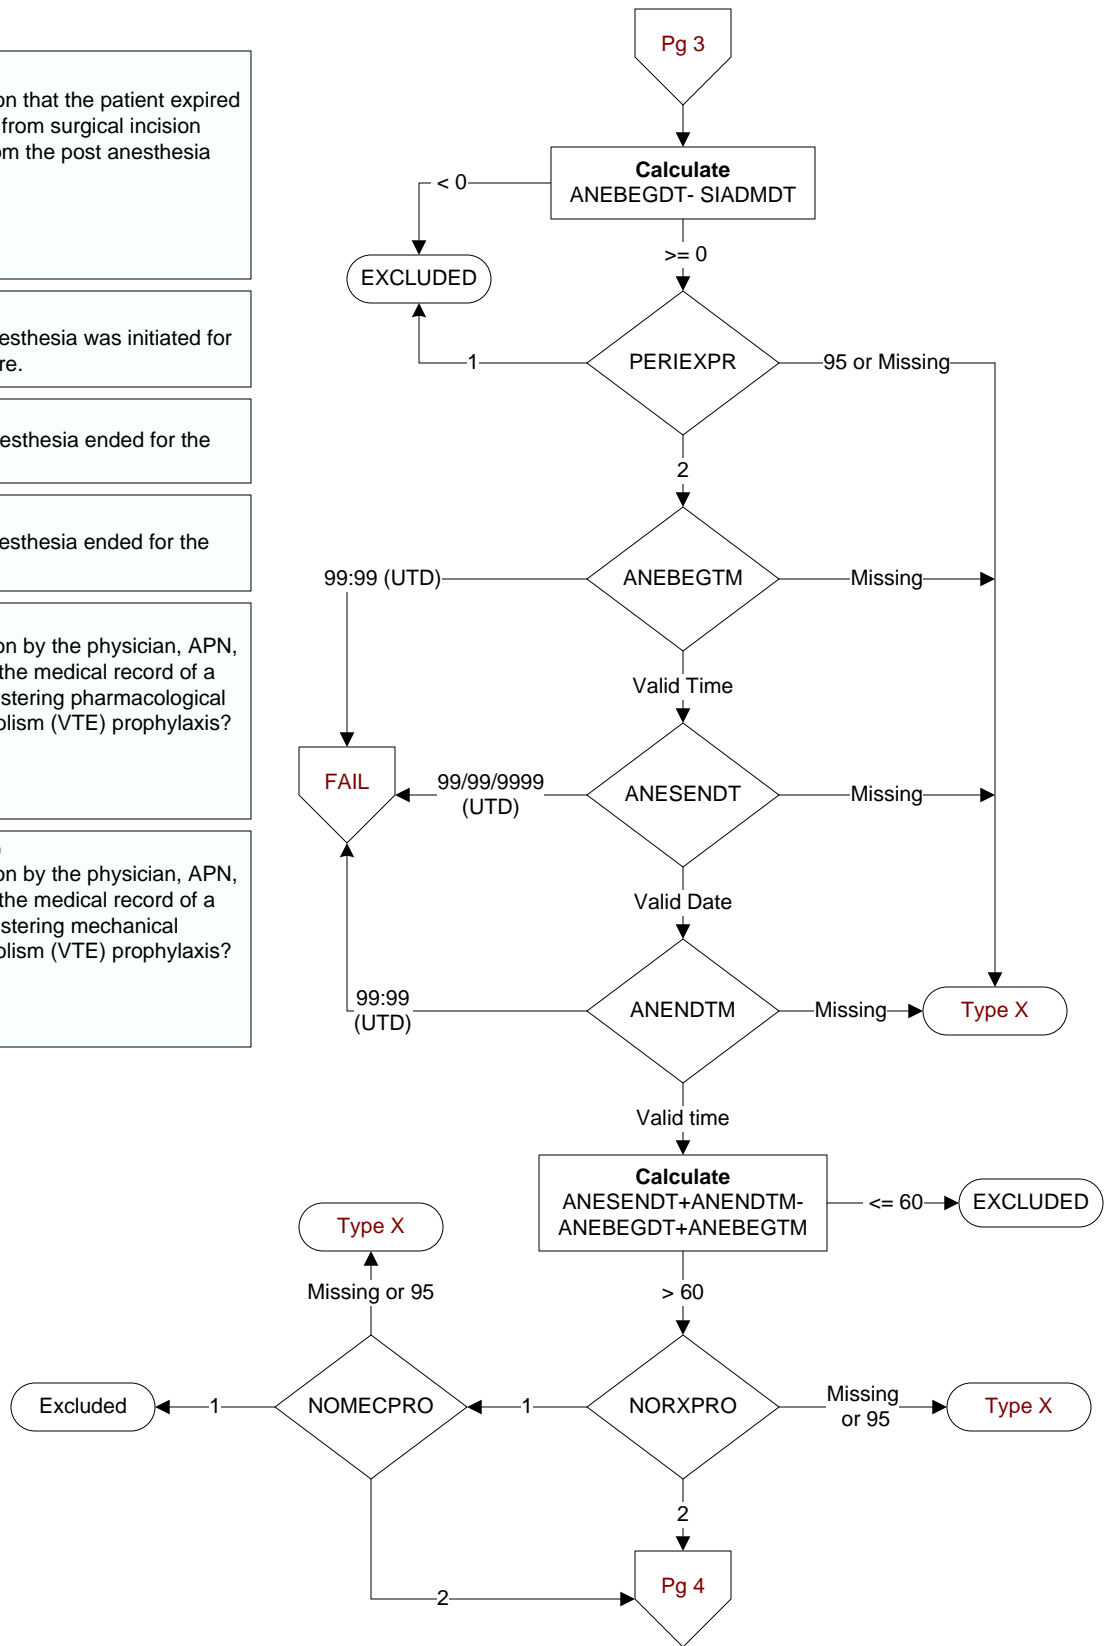 on that the patient expired
from surgical incision
om the post anesthesia
esthesia was initiated for
re.
esthesia ended for the
esthesia ended for the
on by the physician, APN,
the medical record of a
stering pharmacological
olism (VTE) prophylaxis?
)
on by the physician, APN,
the medical record of a
stering mechanical
olism (VTE) prophylaxis?
Pg 3
Calculate
ANEBEGDT- SIADMDT
< 0
>= 0
EXCLUDED
PERIEXPR
1
95 or Missing
2
ANEBEGTM
99:99 (UTD)
Missing
Valid Time
FAIL
99/99/9999
(UTD)
ANESENDT
Missing
Valid Date
99:99
(UTD)
ANENDTM
Missing
Type X
Valid time
Calculate
ANESENDT+ANENDTM-
ANEBEGDT+ANEBEGTM
<= 60
EXCLUDED
Type X
Missing or 95
> 60
Excluded
1
NOMECPRO
1
NORXPRO
Missing
or 95
Type X
2
2
Pg 4